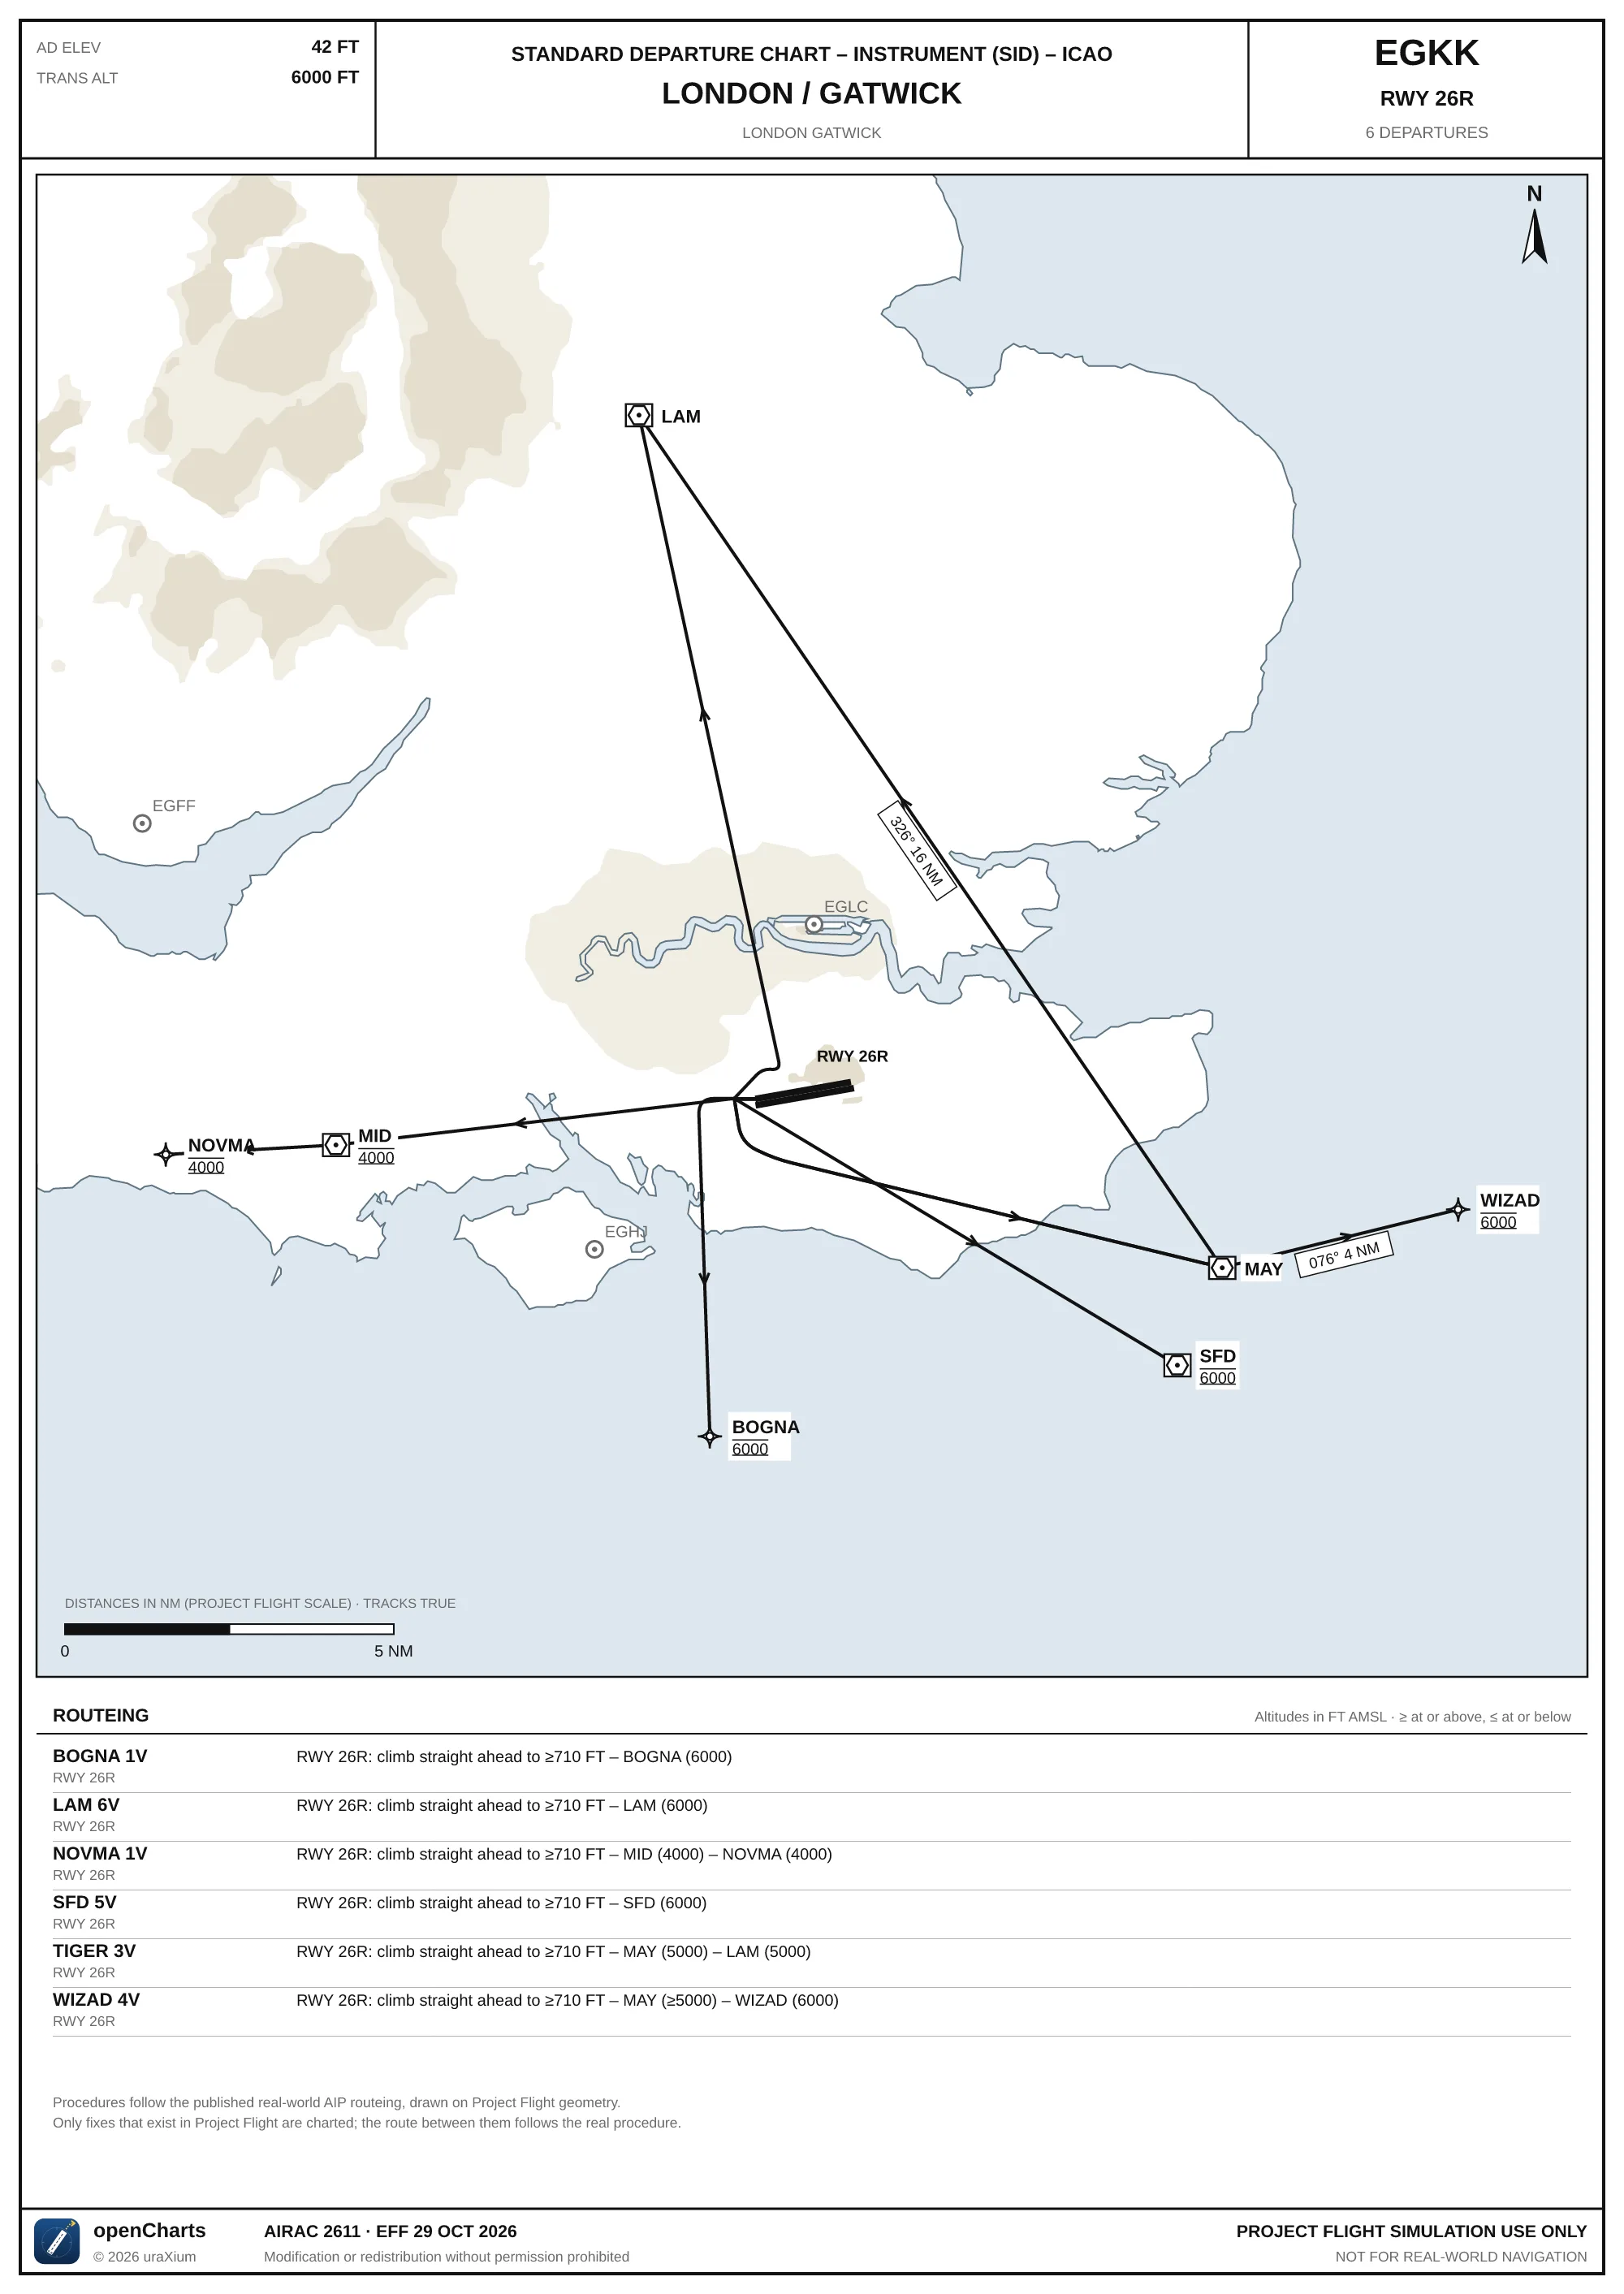 AD ELEV 42 FT
TRANS ALT 6000 FT
STANDARD DEPARTURE CHART – INSTRUMENT (SID) – ICAO
LONDON / GATWICK
LONDON GATWICK
EGKK
RWY 26R
6 DEPARTURES
N
LAM
EGFF
326° 16 NM
EGLC
RWY 26R
NOVMA
4000
MID
4000
EGHJ
WIZAD
6000
MAY
076° 4 NM
SFD
6000
BOGNA
6000
DISTANCES IN NM (PROJECT FLIGHT SCALE) · TRACKS TRUE
0 5 NM
ROUTEING
Altitudes in FT AMSL · ≥ at or above, ≤ at or below
BOGNA 1V RWY 26R: climb straight ahead to ≥710 FT – BOGNA (6000)
RWY 26R
LAM 6V RWY 26R: climb straight ahead to ≥710 FT – LAM (6000)
RWY 26R
NOVMA 1V RWY 26R: climb straight ahead to ≥710 FT – MID (4000) – NOVMA (4000)
RWY 26R
SFD 5V RWY 26R: climb straight ahead to ≥710 FT – SFD (6000)
RWY 26R
TIGER 3V RWY 26R: climb straight ahead to ≥710 FT – MAY (5000) – LAM (5000)
RWY 26R
WIZAD 4V RWY 26R: climb straight ahead to ≥710 FT – MAY (≥5000) – WIZAD (6000)
RWY 26R
Procedures follow the published real-world AIP routeing, drawn on Project Flight geometry.
Only fixes that exist in Project Flight are charted; the route between them follows the real procedure.
openCharts
© 2026 uraXium
AIRAC 2611 · EFF 29 OCT 2026
Modification or redistribution without permission prohibited
PROJECT FLIGHT SIMULATION USE ONLY
NOT FOR REAL-WORLD NAVIGATION